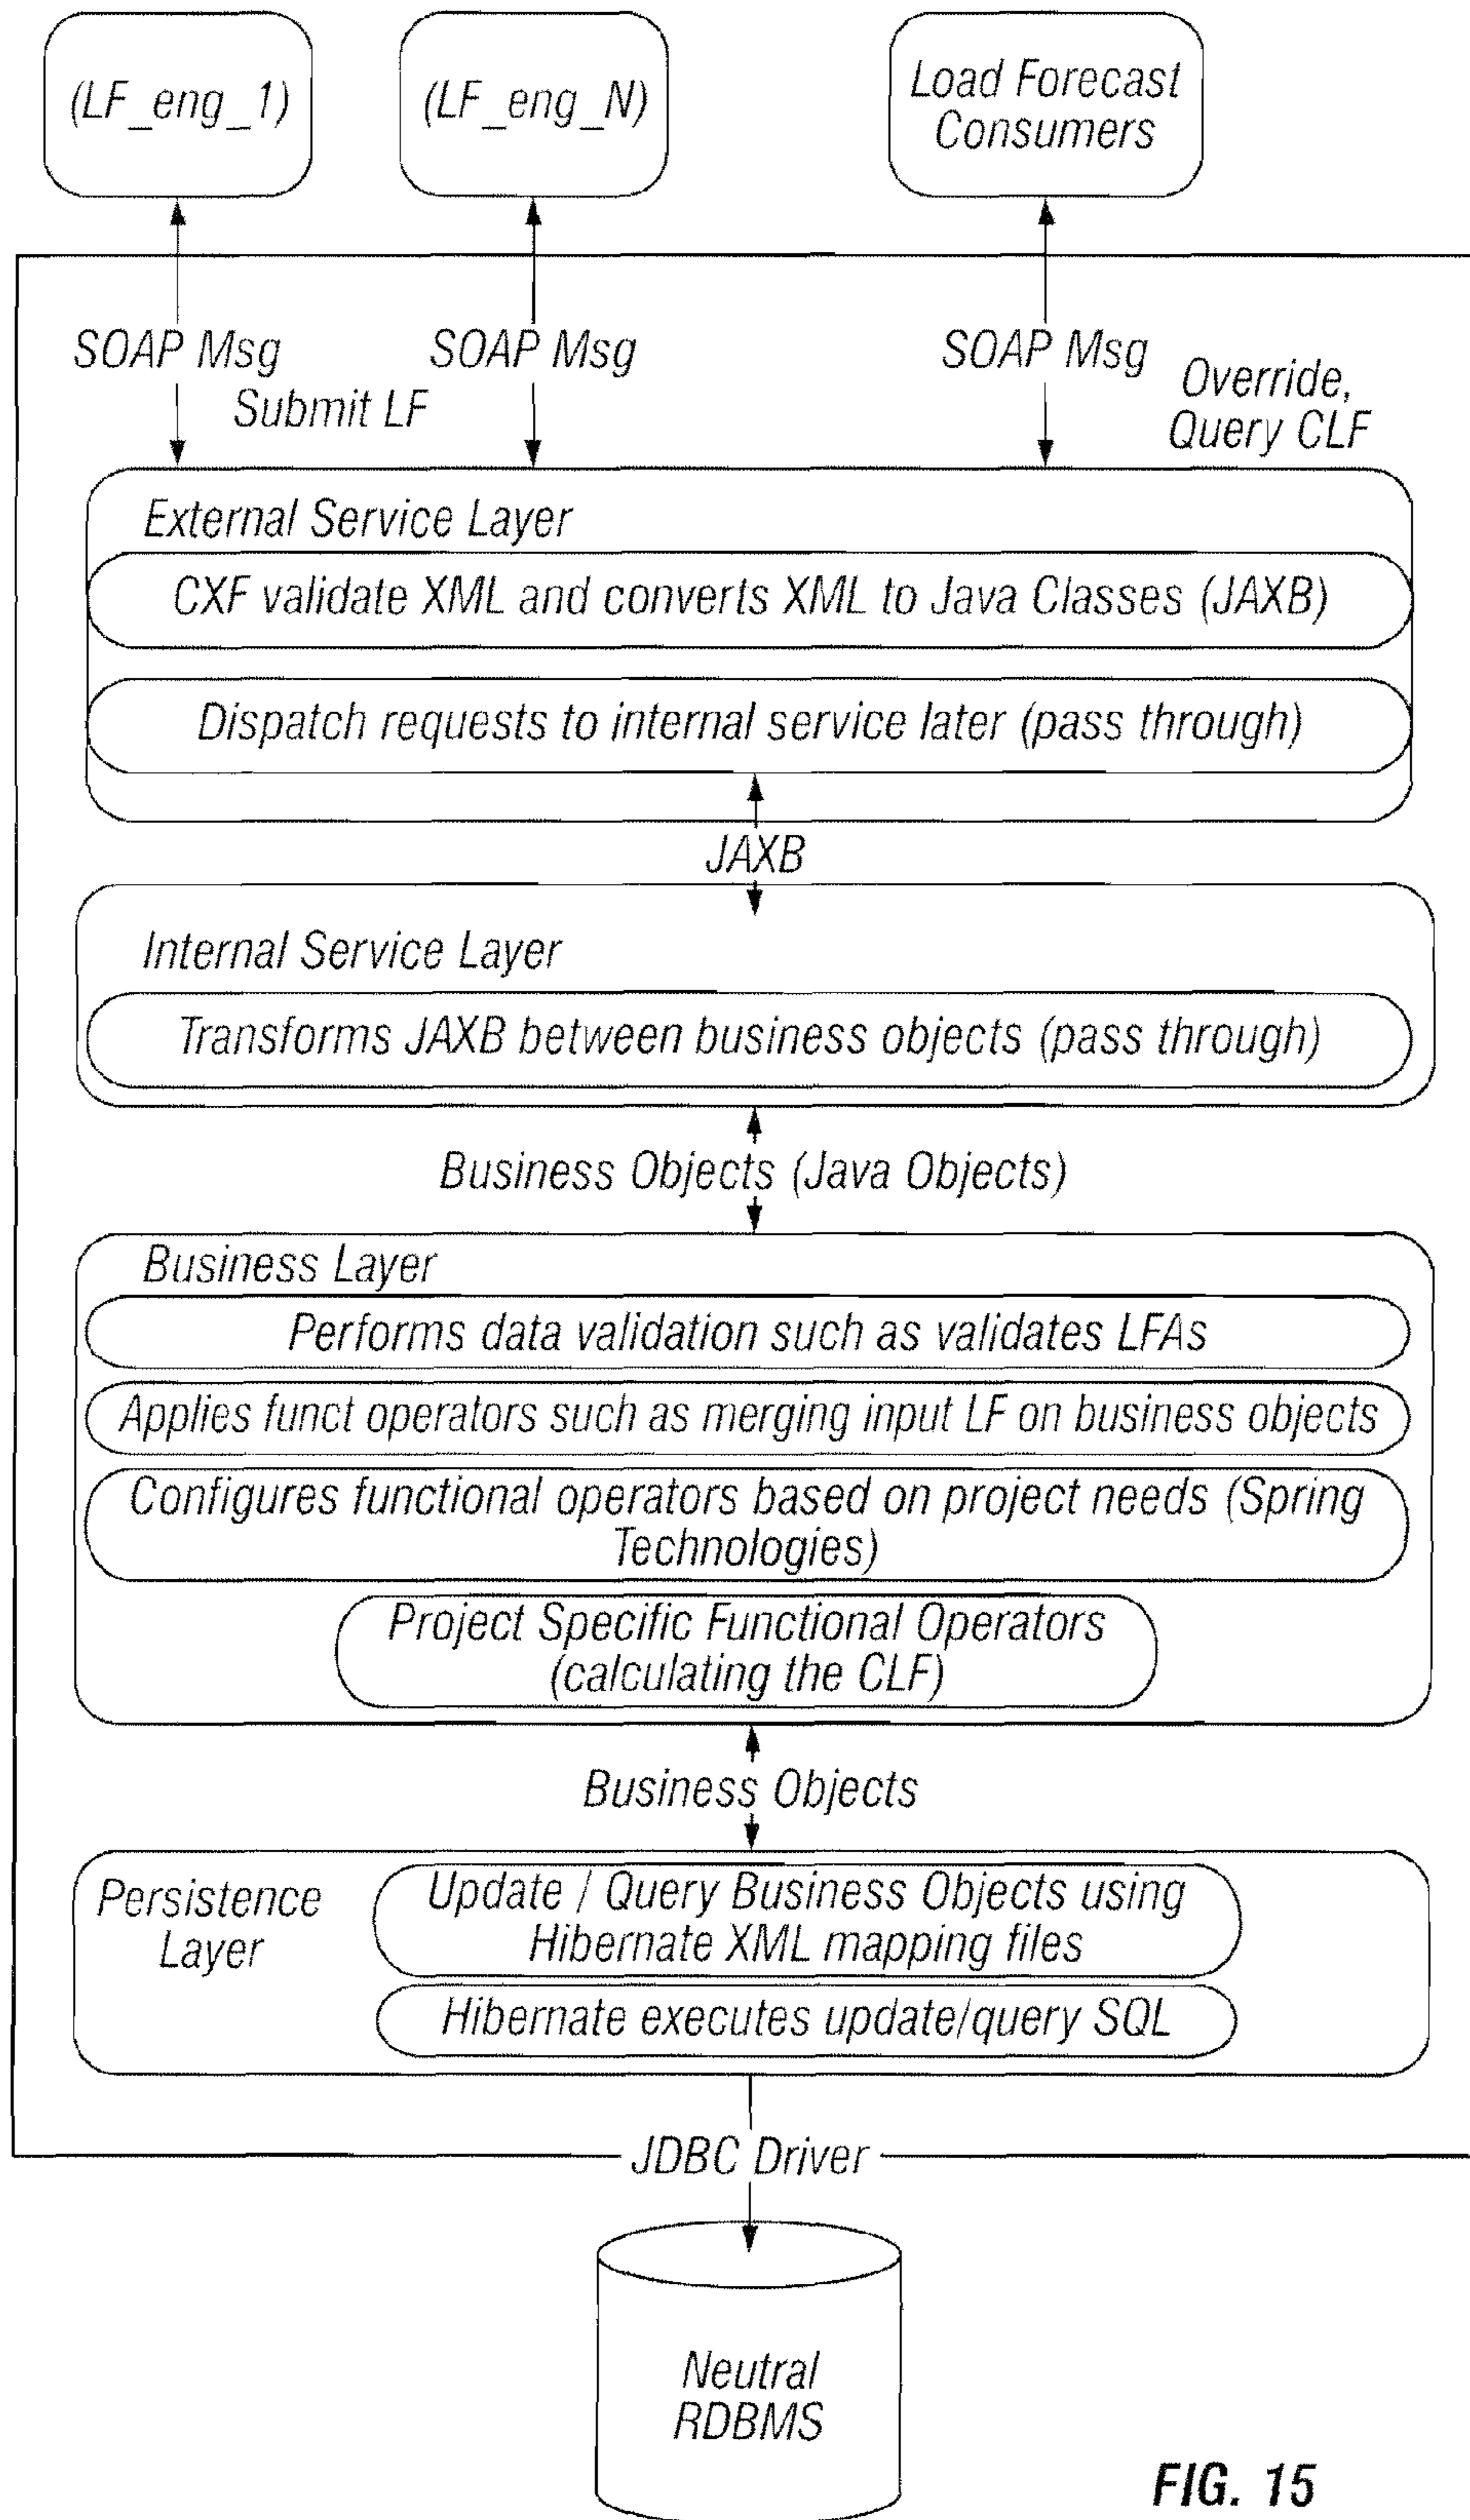 (LF_eng_1)
(LF_eng_N)
Load Forecast
Consumers
SOAP Msg
SOAP Msg
SOAP Msg
Submit LF
Override,
Query CLF
External Service Layer
CXF validate XML and converts XML to Java Classes (JAXB)
Dispatch requests to internal service later (pass through)
JAXB
Internal Service Layer
Transforms JAXB between business objects (pass through)
Business Objects (Java Objects)
Business Layer
Performs data validation such as validates LFAs
Applies funct operators such as merging input LF on business objects
Configures functional operators based on project needs (Spring
Technologies)
Project Specific Functional Operators
(calculating the CLF)
Business Objects
Persistence
Layer
Update / Query Business Objects using
Hibernate XML mapping files
Hibernate executes update/query SQL
JDBC Driver
Neutral
RDBMS
FIG. 15